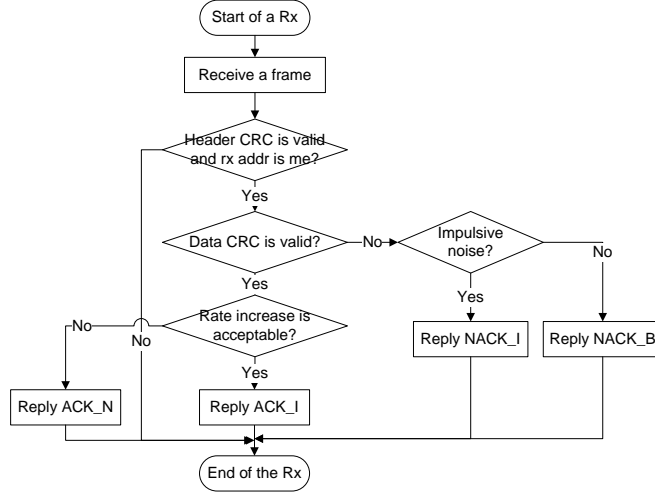 Start of a Rx
Receive a frame
Header CRC is valid
and rx addr is me?
Yes
Data CRC is valid?
No
Impulsive
noise?
No
Yes
Yes
Rate increase is
acceptable?
No
No
Yes
Reply NACK_I
Reply NACK_B
Reply ACK_N
Reply ACK_I
End of the Rx